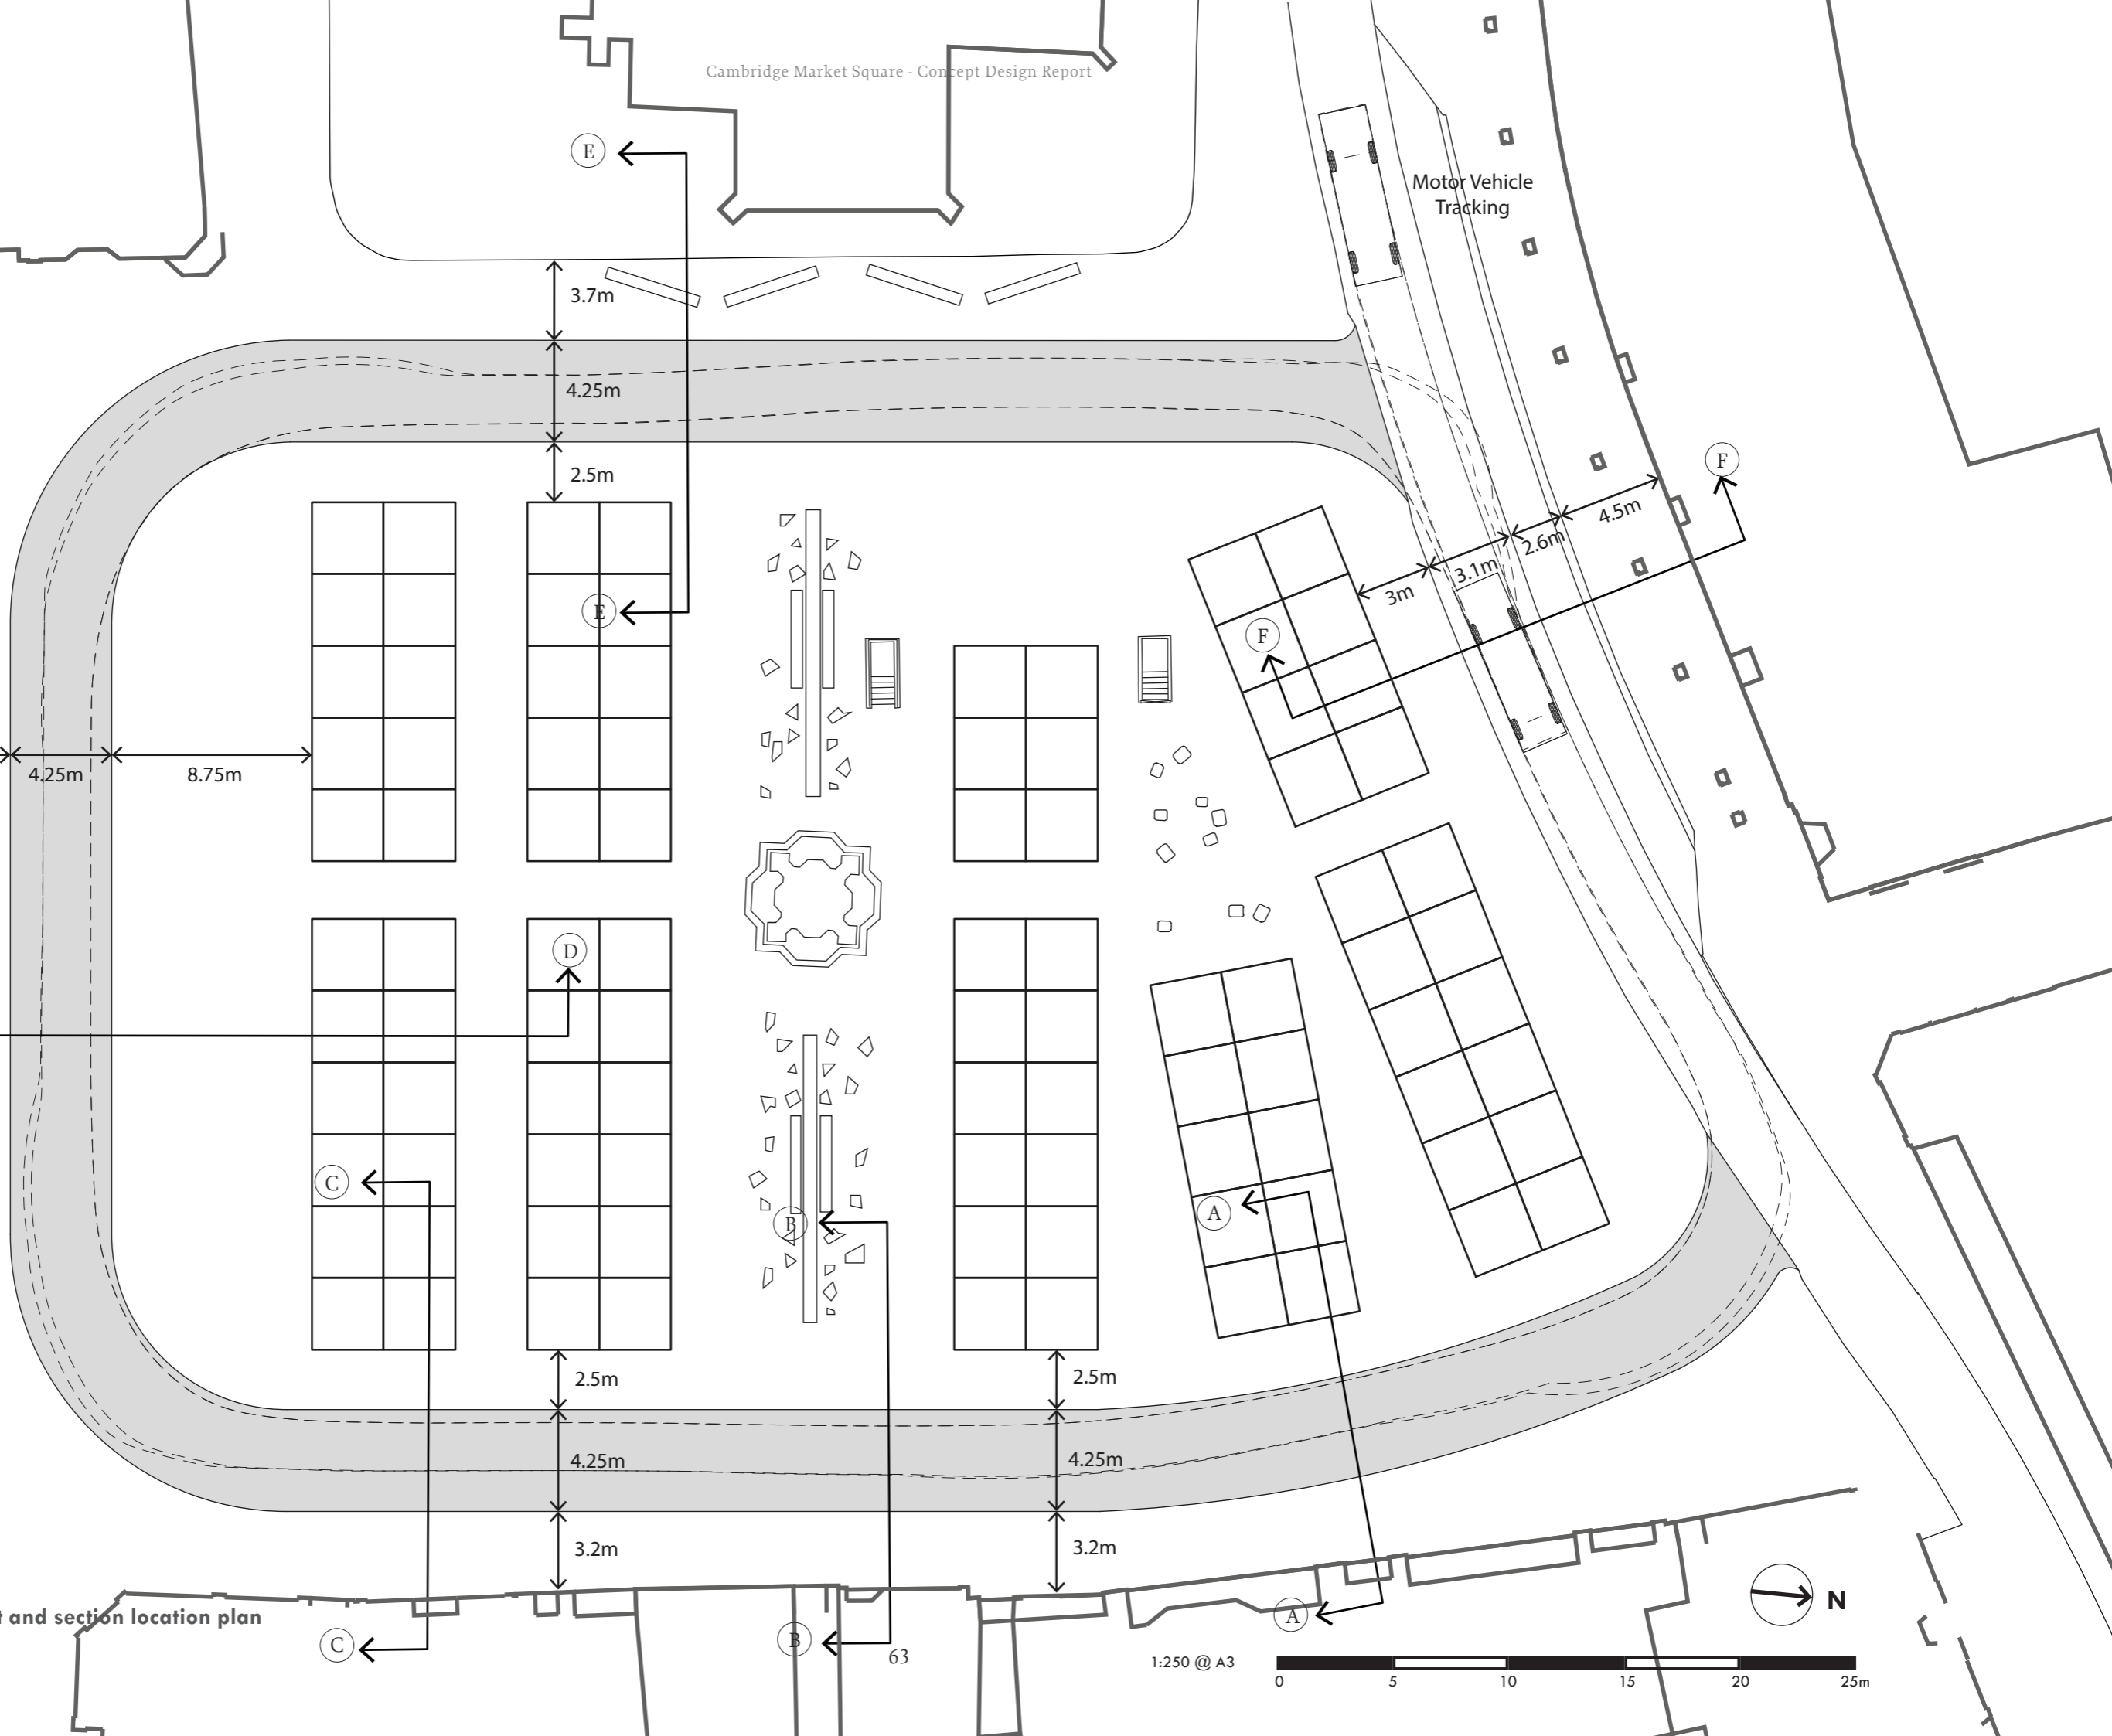 Cambridge Market Square - Concept Design Report
E
Motor Vehicle
Tracking
3.7m
4.25m
2.5m
F
4.5m
2.6m
3.1m
3m
E
F
4.25m
8.75m
D
C
B
A
2.5m
2.5m
4.25m
4.25m
3.2m
3.2m
t and section location plan
C
B
63
A
N
1:250 @ A3
0 5 10 15 20 25m